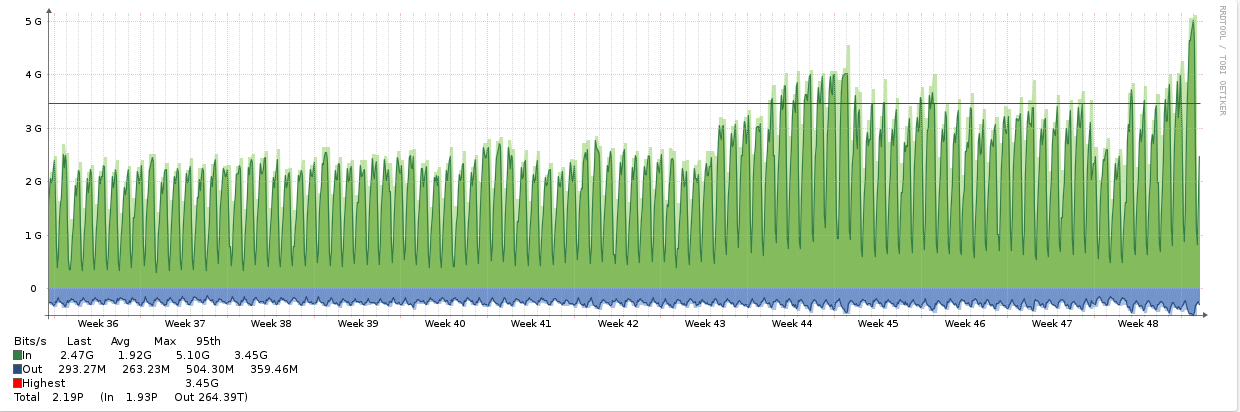 5 G
4 G
3 G
2 G
1 G
0
Week 36 Week 37 Week 38 Week 39 Week 40 Week 41 Week 42 Week 43 Week 44 Week 45 Week 46 Week 47 Week 48
RRDTOOL / TOBI OETIKER
Bits/s Last Avg Max 95th
In 2.47G 1.92G 5.10G 3.45G
Out 293.27M 263.23M 504.30M 359.46M
Highest 3.45G
Total 2.19P (In 1.93P Out 264.39T)